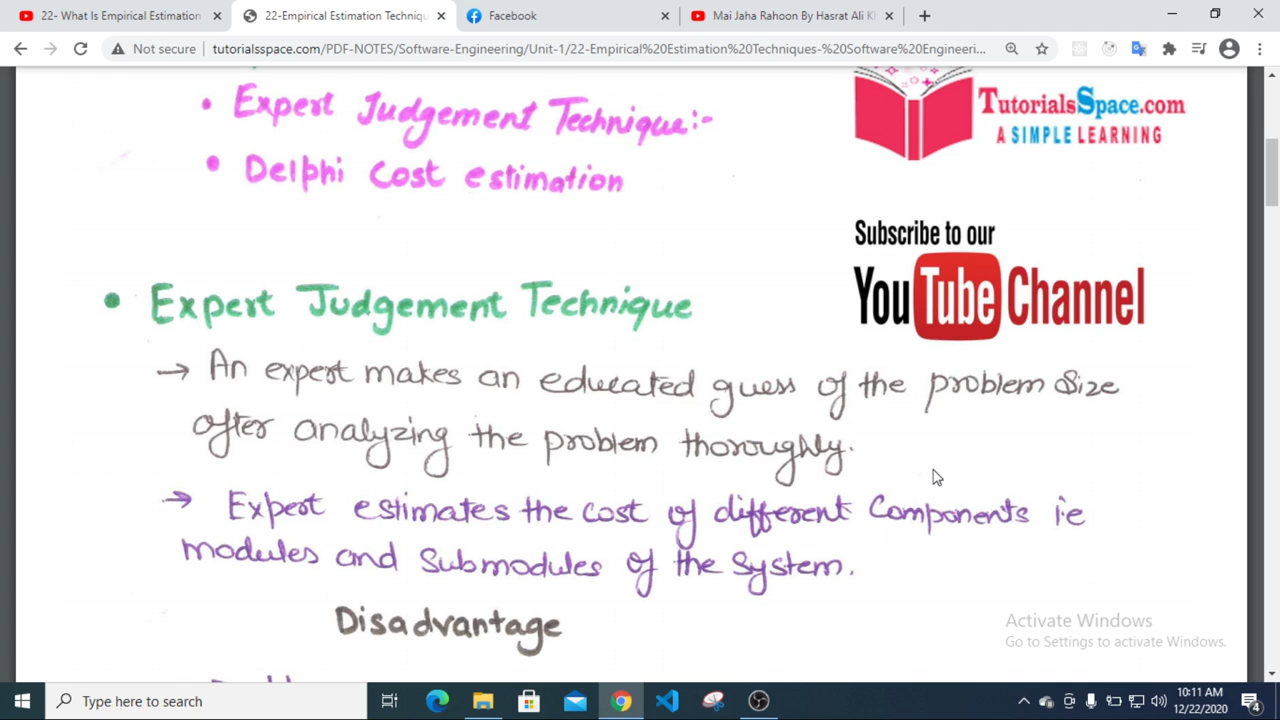 22- What Is Empirical Estimation
22-Empirical Estimation Techniqu
Facebook
Mai Jaha Rahoon By Hasrat Ali K
Not secure
tutorialsspace.com/PDF-NOTES/Software-Engineering/Unit-1/22-Empirical%20Estimation%20Techniques-%20Software%20Engineeri...
• Expert Judgement Technique:-
• Delphi Cost estimation
TutorialsSpace.com
A SIMPLE LEARNING
Subscribe to our
YouTube Channel
• Expert Judgement Technique
→ An expert makes an educated guess of the problem Size
after analyzing the problem thoroughly.
→ Expert estimates the cost of different Components i.e
modules and submodules of the system.
Disadvantage
Activate Windows
Go to Settings to activate Windows.
Type here to search
10:11 AM
12/22/2020
4